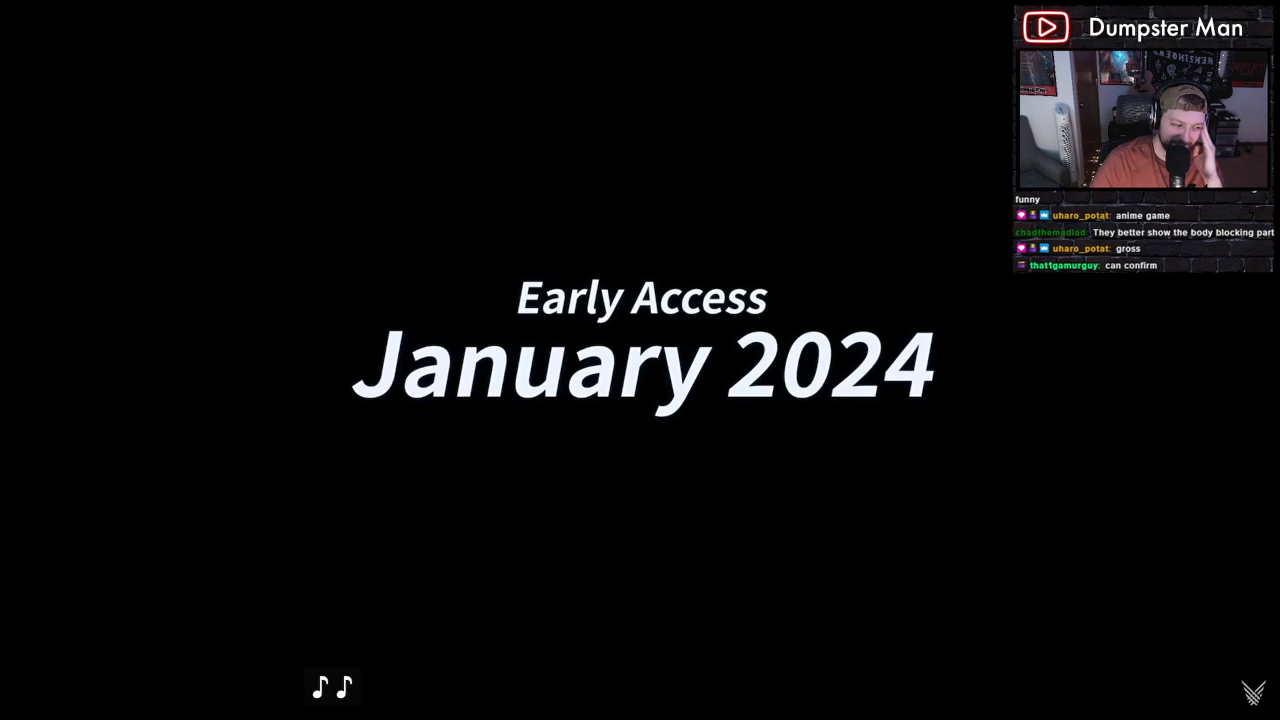 Dumpster Man
funny
uharo_potat: anime game
chadthemadlad: They better show the body blocking part
uharo_potat: gross
that1gamurguy: can confirm
Early Access
January 2024